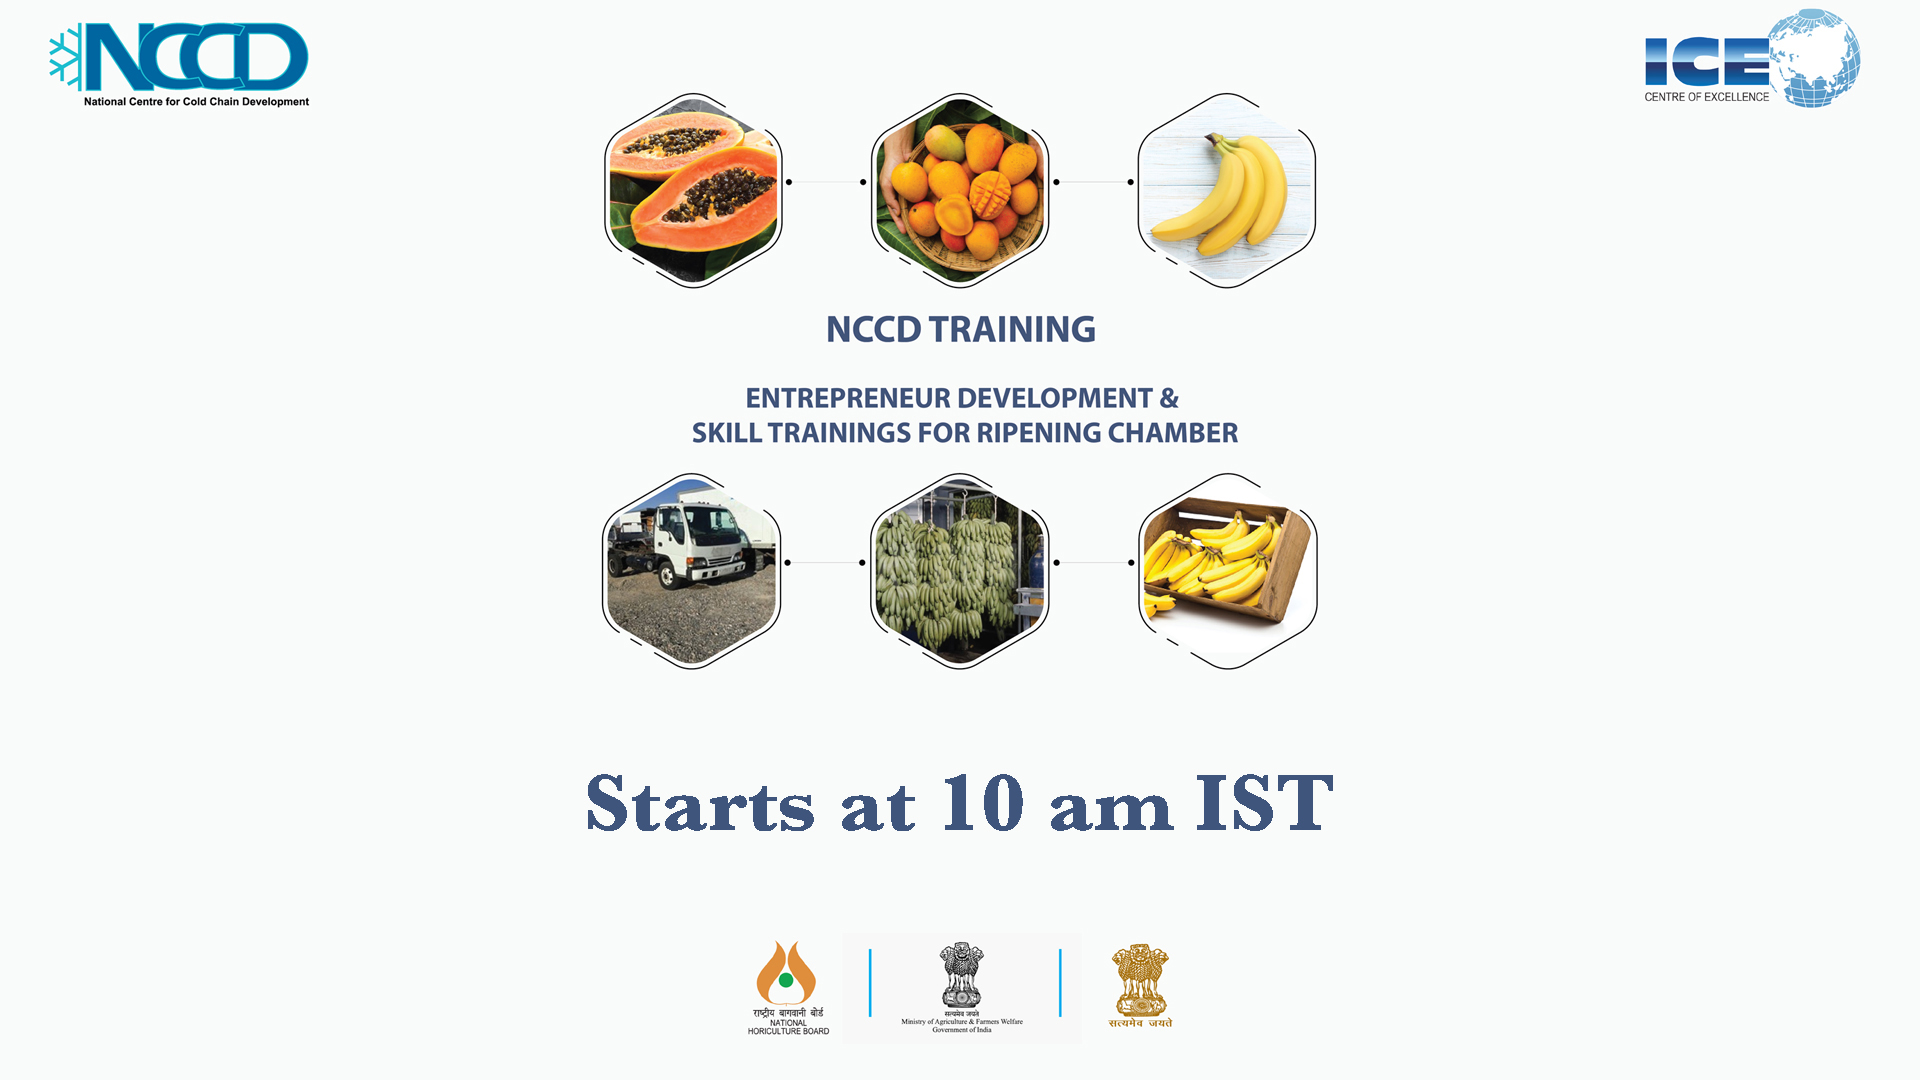 NCCD
National Centre for Cold Chain Development
ICE
CENTRE OF EXCELLENCE
NCCD TRAINING
ENTREPRENEUR DEVELOPMENT &
SKILL TRAININGS FOR RIPENING CHAMBER
Starts at 10 am IST
राष्ट्रीय बागवानी बोर्ड
NATIONAL
HORICULTURE BOARD
सत्यमेव जयते
Ministry of Agriculture & Farmers Welfare
Government of India
सत्यमेव जयते